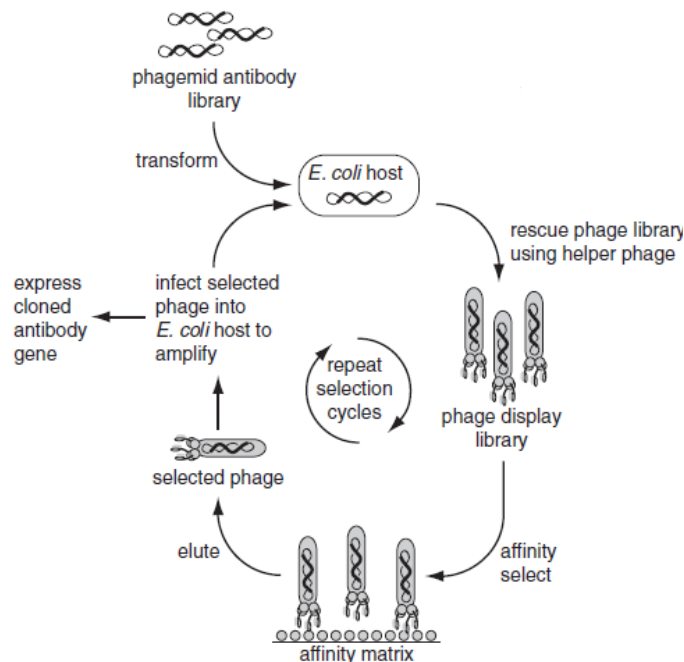 phagemid antibody
library
transform
E. coli host
rescue phage library
using helper phage
express
cloned
antibody
gene
infect selected
phage into
E. coli host to
amplify
repeat
selection
cycles
phage display
library
selected phage
elute
affinity
select
affinity matrix